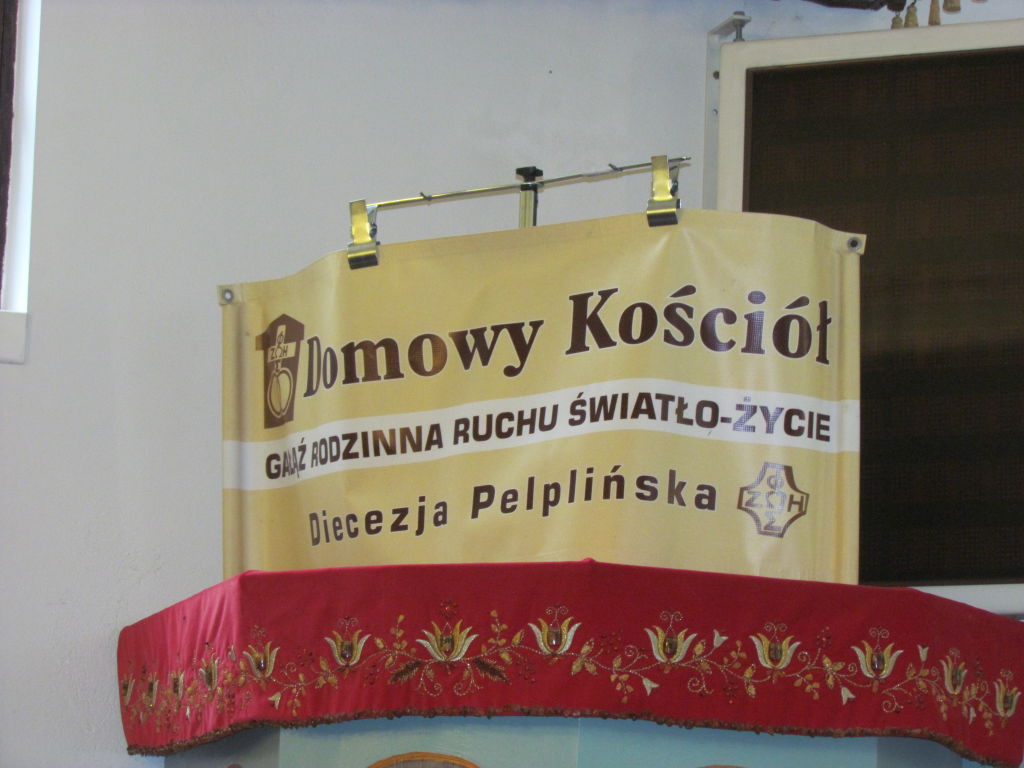 Domowy Kościół
GAŁĄŹ RODZINNA RUCHU ŚWIATŁO-ŻYCIE
Diecezja Pelplińska